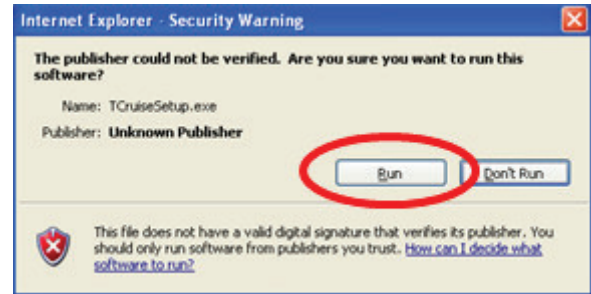 Internet Explorer - Security Warning
The publisher could not be verified. Are you sure you want to run this
software?
Name: TCruiseSetup.exe
Publisher: Unknown Publisher
Run Don't Run
This file does not have a valid digital signature that verifies its publisher. You
should only run software from publishers you trust. How can I decide what
software to run?